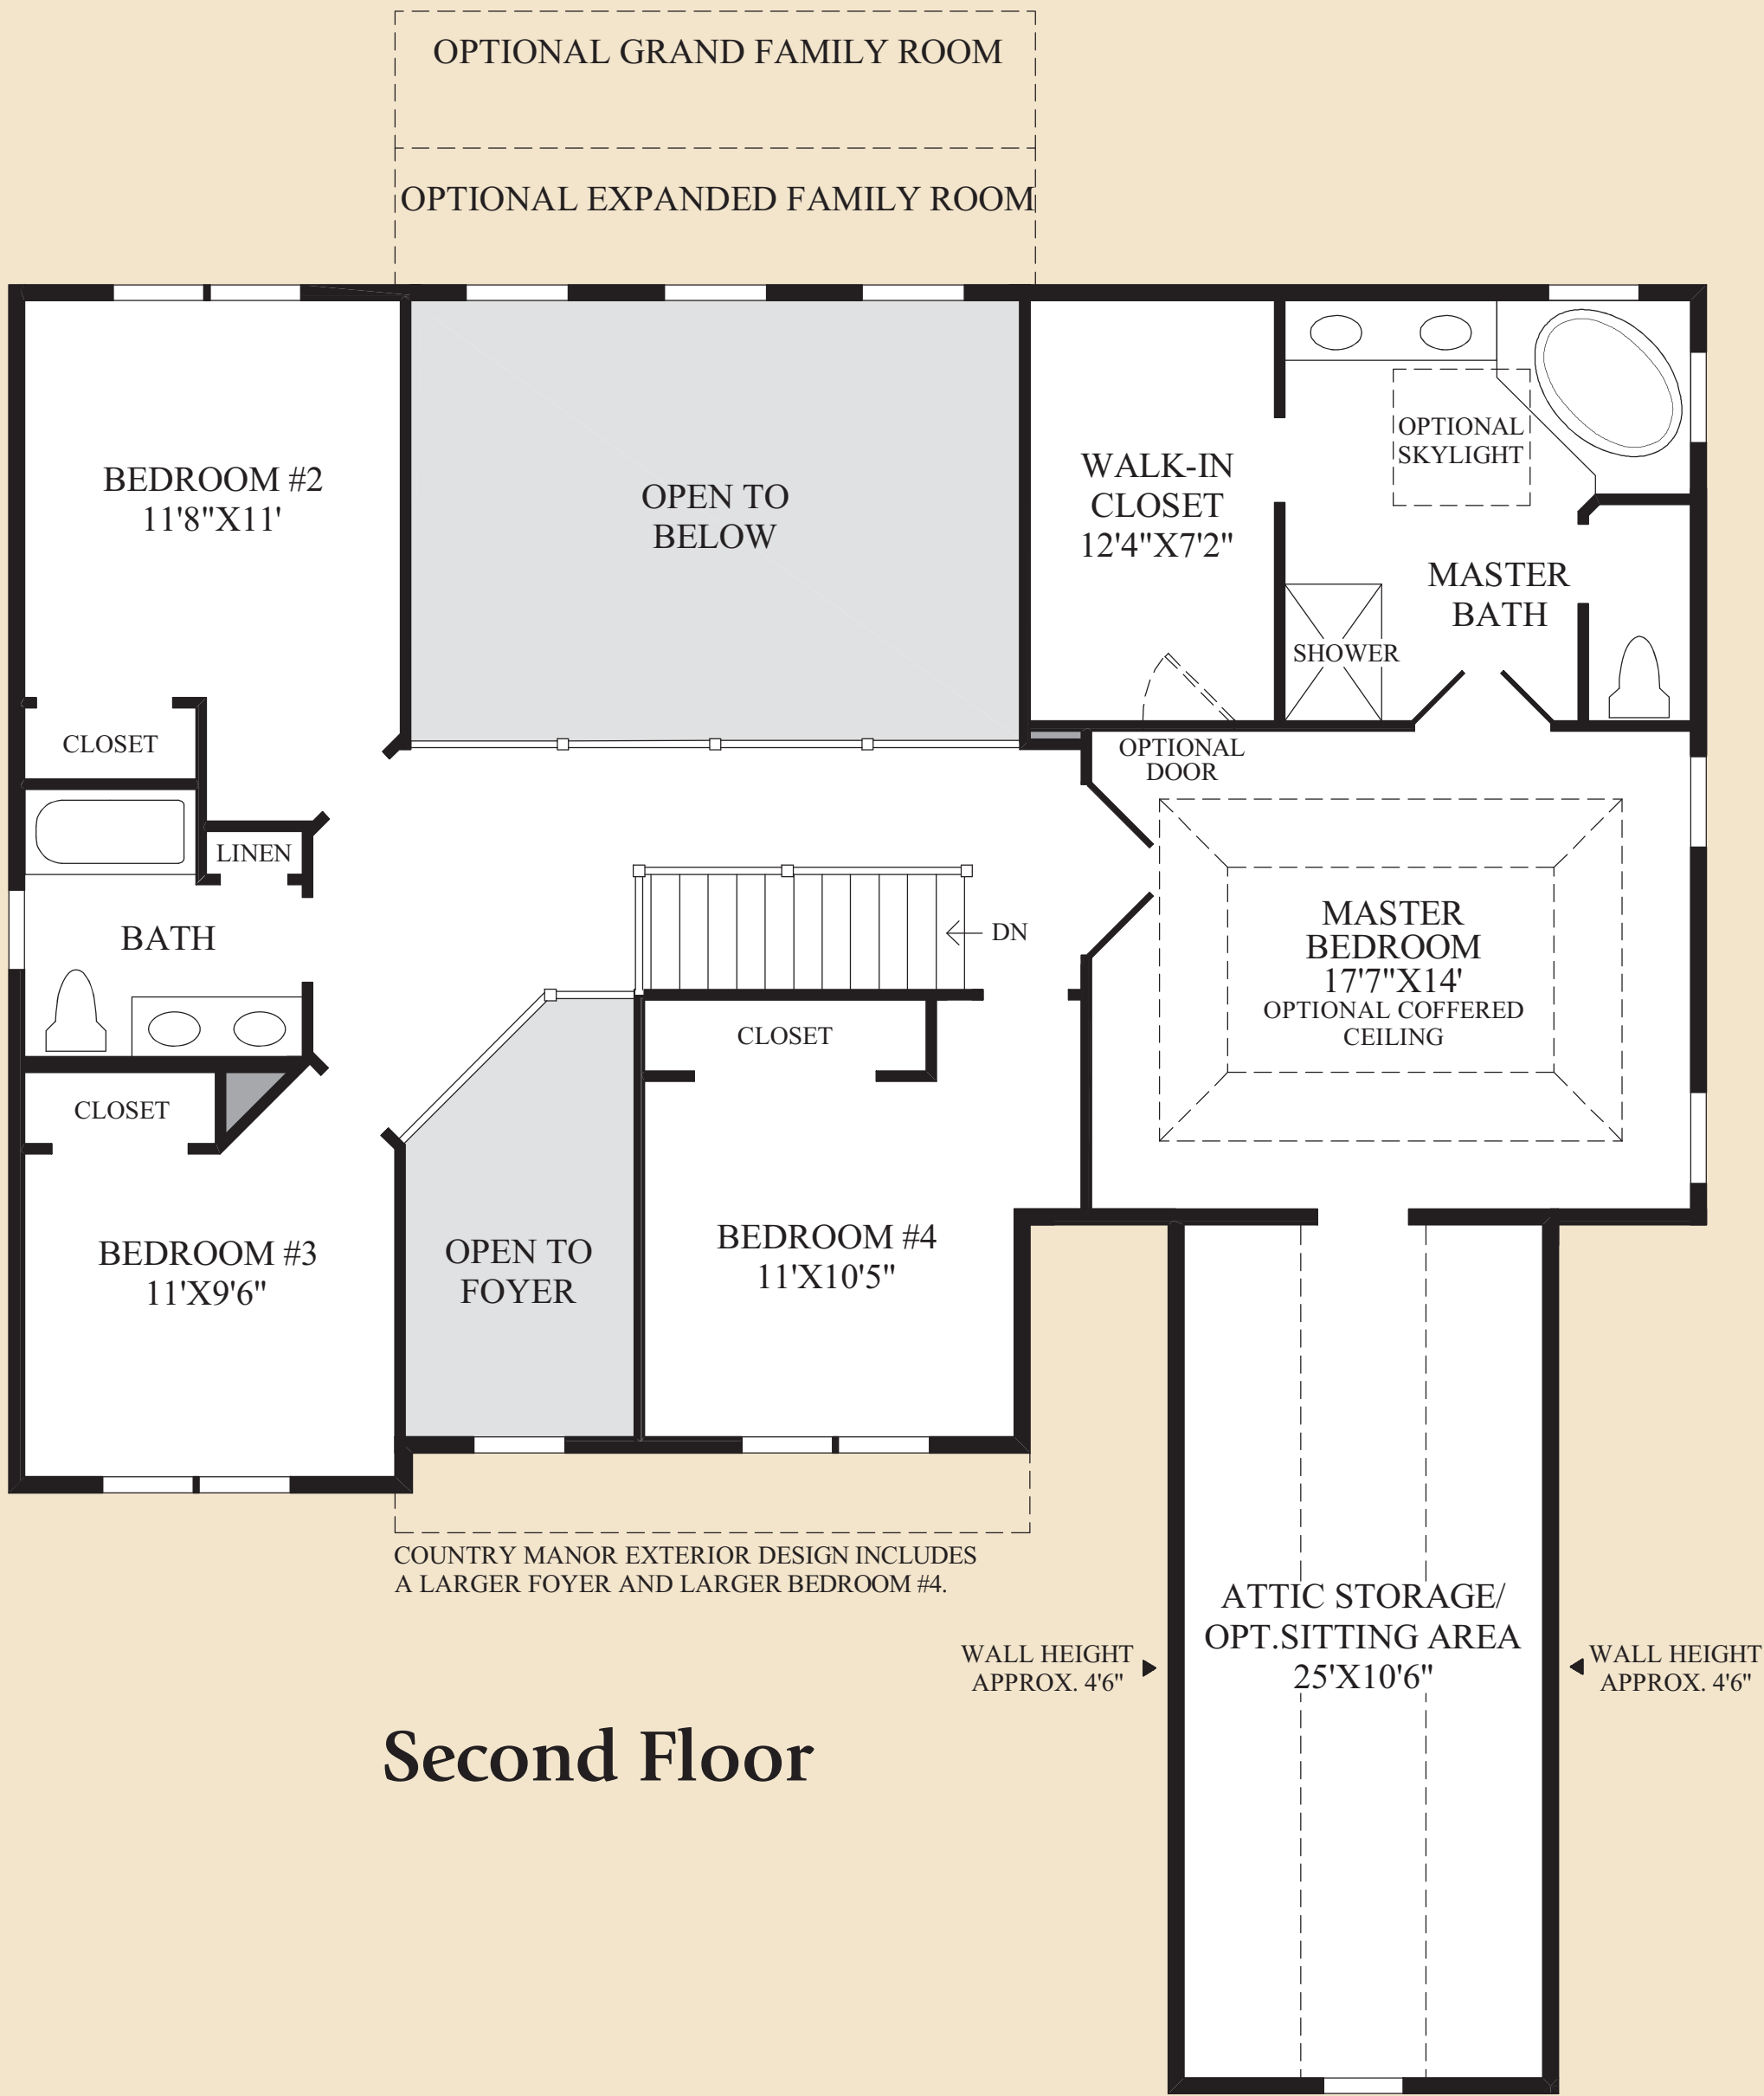 OPTIONAL GRAND FAMILY ROOM
OPTIONAL EXPANDED FAMILY ROOM
BEDROOM #2
11'8"X11'
OPEN TO
BELOW
WALK-IN
CLOSET
12'4"X7'2"
OPTIONAL
SKYLIGHT
MASTER
BATH
SHOWER
CLOSET
OPTIONAL
DOOR
LINEN
BATH
DN
MASTER
BEDROOM
17'7"X14'
OPTIONAL COFFERED
CEILING
CLOSET
CLOSET
BEDROOM #3
11'X9'6"
OPEN TO
FOYER
BEDROOM #4
11'X10'5"
COUNTRY MANOR EXTERIOR DESIGN INCLUDES
A LARGER FOYER AND LARGER BEDROOM #4.
ATTIC STORAGE/
OPT.SITTING AREA
25'X10'6"
WALL HEIGHT
APPROX. 4'6"
WALL HEIGHT
APPROX. 4'6"
Second Floor